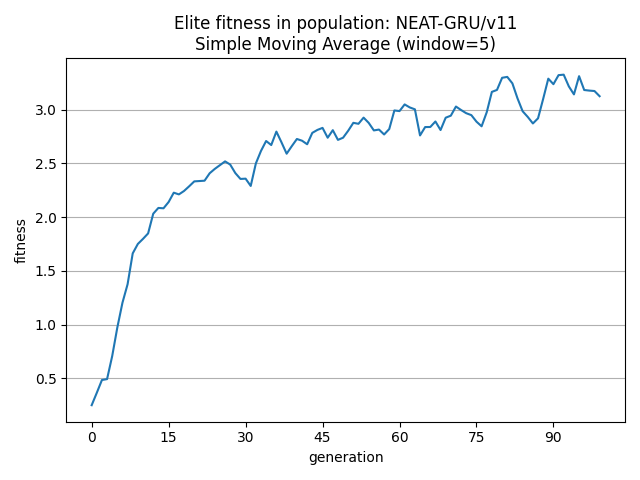 Elite fitness in population: NEAT-GRU/v11
Simple Moving Average (window=5)
fitness
3.0
2.5
2.0
1.5
1.0
0.5
0 15 30 45 60 75 90
generation